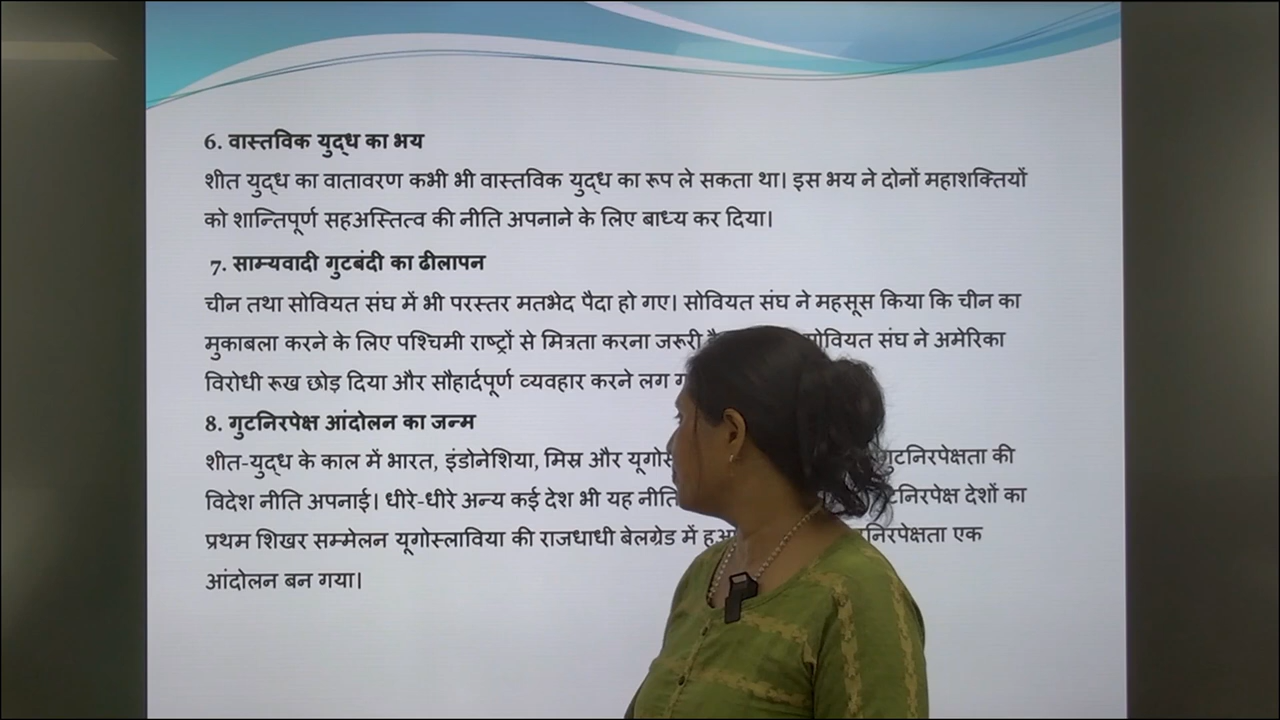 6. वास्तविक युद्ध का भय
शीत युद्ध का वातावरण कभी भी वास्तविक युद्ध का रूप ले सकता था। इस भय ने दोनों महाशक्तियों
को शान्तिपूर्ण सहअस्तित्व की नीति अपनाने के लिए बाध्य कर दिया।
7. साम्यवादी गुटबंदी का ढीलापन
चीन तथा सोवियत संघ में भी परस्तर मतभेद पैदा हो गए। सोवियत संघ ने महसूस किया कि चीन का
मुकाबला करने के लिए पश्चिमी राष्ट्रों से मित्रता करना जरूरी सोवियत संघ ने अमेरिका
विरोधी रूख छोड़ दिया और सौहार्दपूर्ण व्यवहार करने लग
8. गुटनिरपेक्ष आंदोलन का जन्म
शीत-युद्ध के काल में भारत, इंडोनेशिया, मिस्र और गुटनिरपेक्षता की
विदेश नीति अपनाई। धीरे-धीरे अन्य कई देश भी यह नीति देशों का
प्रथम शिखर सम्मेलन यूगोस्लाविया की राजधाधी बेलग्रेड में एक
आंदोलन बन गया।